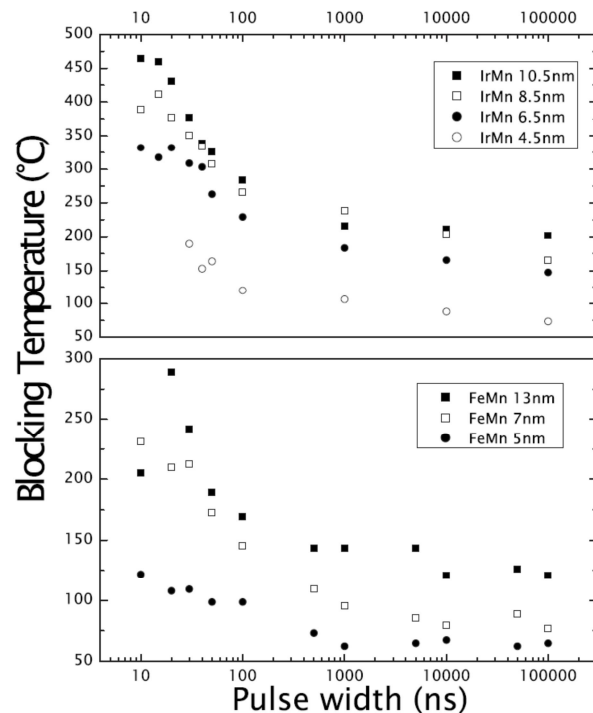 10 100 1000 10000 100000
500
450
400
350
300
250
200
150
100
50
IrMn 10.5nm
IrMn 8.5nm
IrMn 6.5nm
IrMn 4.5nm
Blocking Temperature (°C)
300
250
200
150
100
50
FeMn 13nm
FeMn 7nm
FeMn 5nm
10 100 1000 10000 100000
Pulse width (ns)